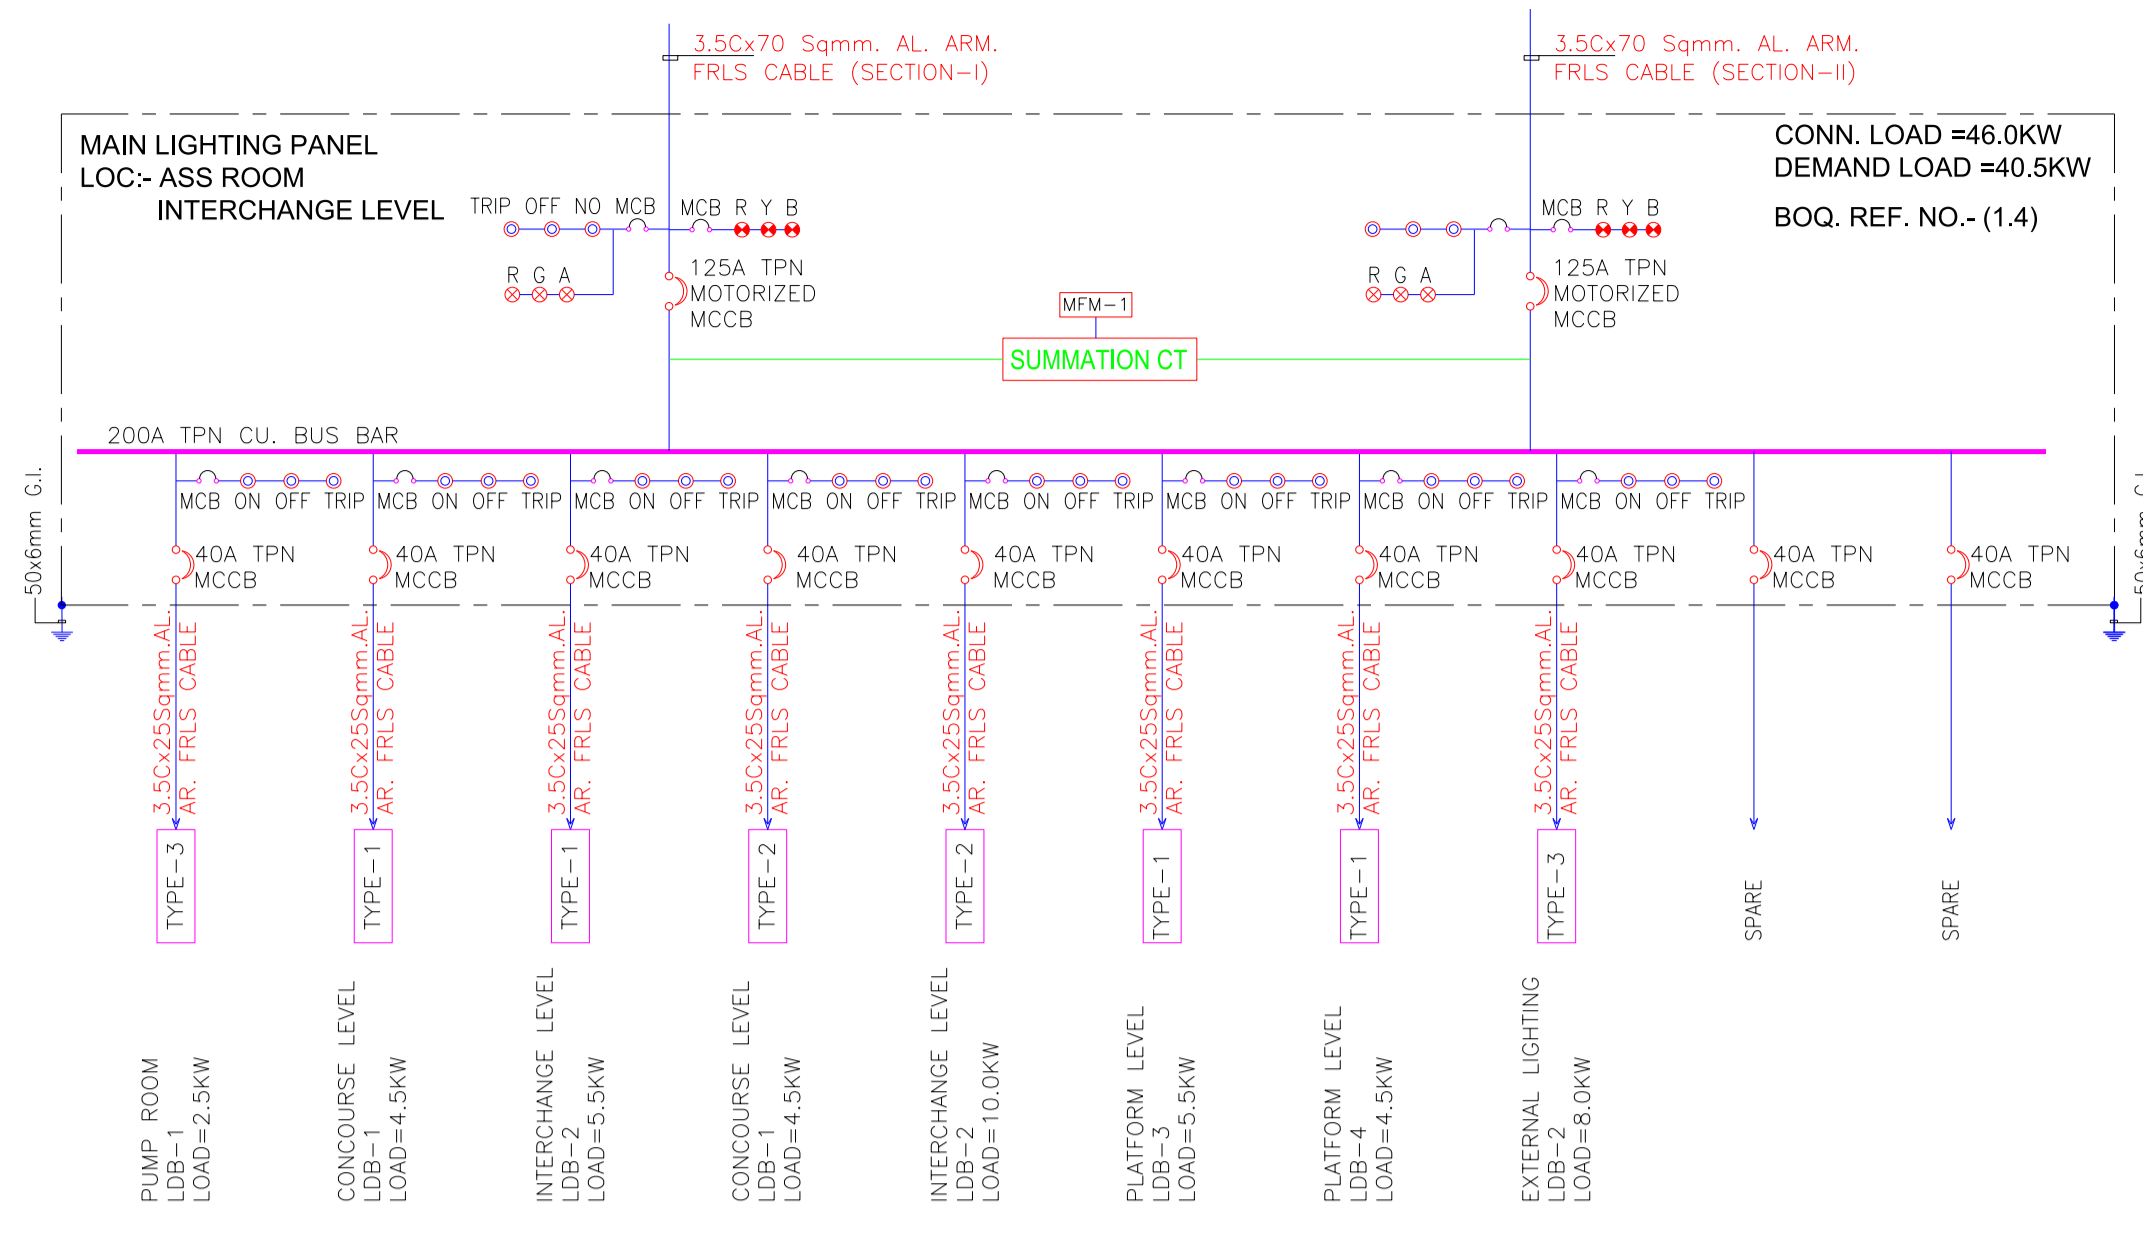 3.5Cx70 Sqmm. AL. ARM.
FRLS CABLE (SECTION-I)
3.5Cx70 Sqmm. AL. ARM.
FRLS CABLE (SECTION-II)
MAIN LIGHTING PANEL
LOC:- ASS ROOM
INTERCHANGE LEVEL
CONN. LOAD =46.0KW
DEMAND LOAD =40.5KW
BOQ. REF. NO.- (1.4)
TRIP OFF NO MCB
MCB R Y B
R G A
125A TPN
MOTORIZED
MCCB
MCB R Y B
R G A
125A TPN
MOTORIZED
MCCB
MFM-1
SUMMATION CT
200A TPN CU. BUS BAR
50x6mm G.I.
50x6mm G.I.
MCB ON OFF TRIP
MCB ON OFF TRIP
MCB ON OFF TRIP
MCB ON OFF TRIP
MCB ON OFF TRIP
MCB ON OFF TRIP
MCB ON OFF TRIP
MCB ON OFF TRIP
40A TPN
MCCB
40A TPN
MCCB
40A TPN
MCCB
40A TPN
MCCB
40A TPN
MCCB
40A TPN
MCCB
40A TPN
MCCB
40A TPN
MCCB
40A TPN
MCCB
40A TPN
MCCB
3.5Cx25Sqmm.AL.
AR. FRLS CABLE
3.5Cx25Sqmm.AL.
AR. FRLS CABLE
3.5Cx25Sqmm.AL.
AR. FRLS CABLE
3.5Cx25Sqmm.AL.
AR. FRLS CABLE
3.5Cx25Sqmm.AL.
AR. FRLS CABLE
3.5Cx25Sqmm.AL.
AR. FRLS CABLE
3.5Cx25Sqmm.AL.
AR. FRLS CABLE
3.5Cx25Sqmm.AL.
AR. FRLS CABLE
TYPE-3
TYPE-1
TYPE-1
TYPE-2
TYPE-2
TYPE-1
TYPE-1
TYPE-3
SPARE
SPARE
PUMP ROOM
LDB-1
LOAD=2.5KW
CONCOURSE LEVEL
LDB-1
LOAD=4.5KW
INTERCHANGE LEVEL
LDB-2
LOAD=5.5KW
CONCOURSE LEVEL
LDB-1
LOAD=4.5KW
INTERCHANGE LEVEL
LDB-2
LOAD=10.0KW
PLATFORM LEVEL
LDB-3
LOAD=5.5KW
PLATFORM LEVEL
LDB-4
LOAD=4.5KW
EXTERNAL LIGHTING
LDB-2
LOAD=8.0KW